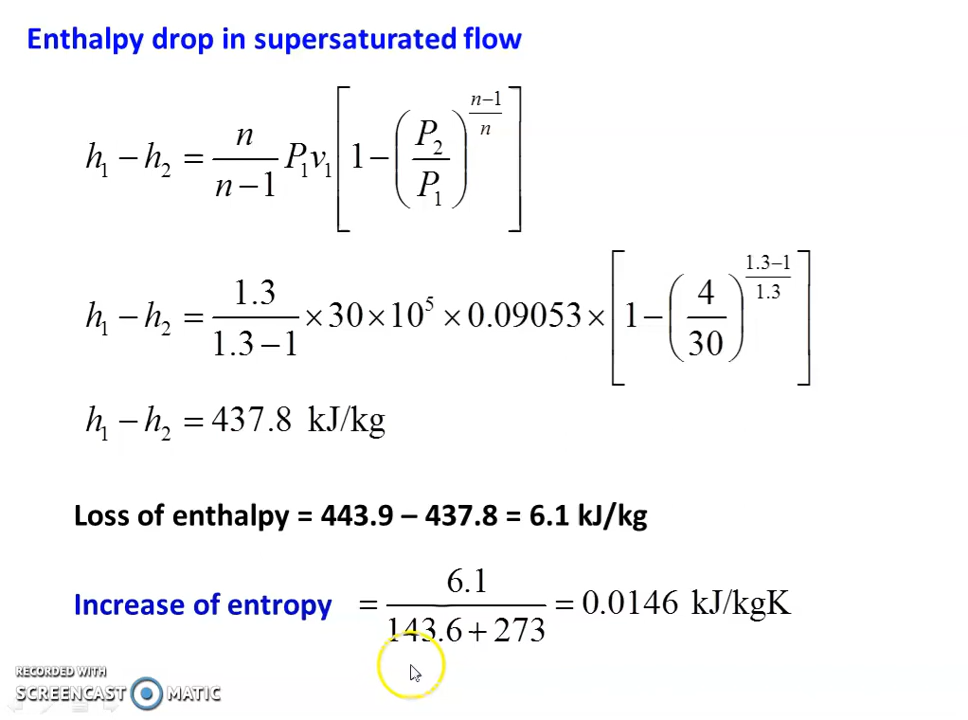 Enthalpy drop in supersaturated flow
h₁ − h₂ = n/(n−1) P₁v₁ [1 − (P₂/P₁)^((n−1)/n)]
h₁ − h₂ = 1.3/(1.3−1) × 30 × 10⁵ × 0.09053 × [1 − (4/30)^((1.3−1)/1.3)]
h₁ − h₂ = 437.8 kJ/kg
Loss of enthalpy = 443.9 – 437.8 = 6.1 kJ/kg
Increase of entropy = 6.1/(143.6 + 273) = 0.0146 kJ/kgK
RECORDED WITH
SCREENCAST MATIC